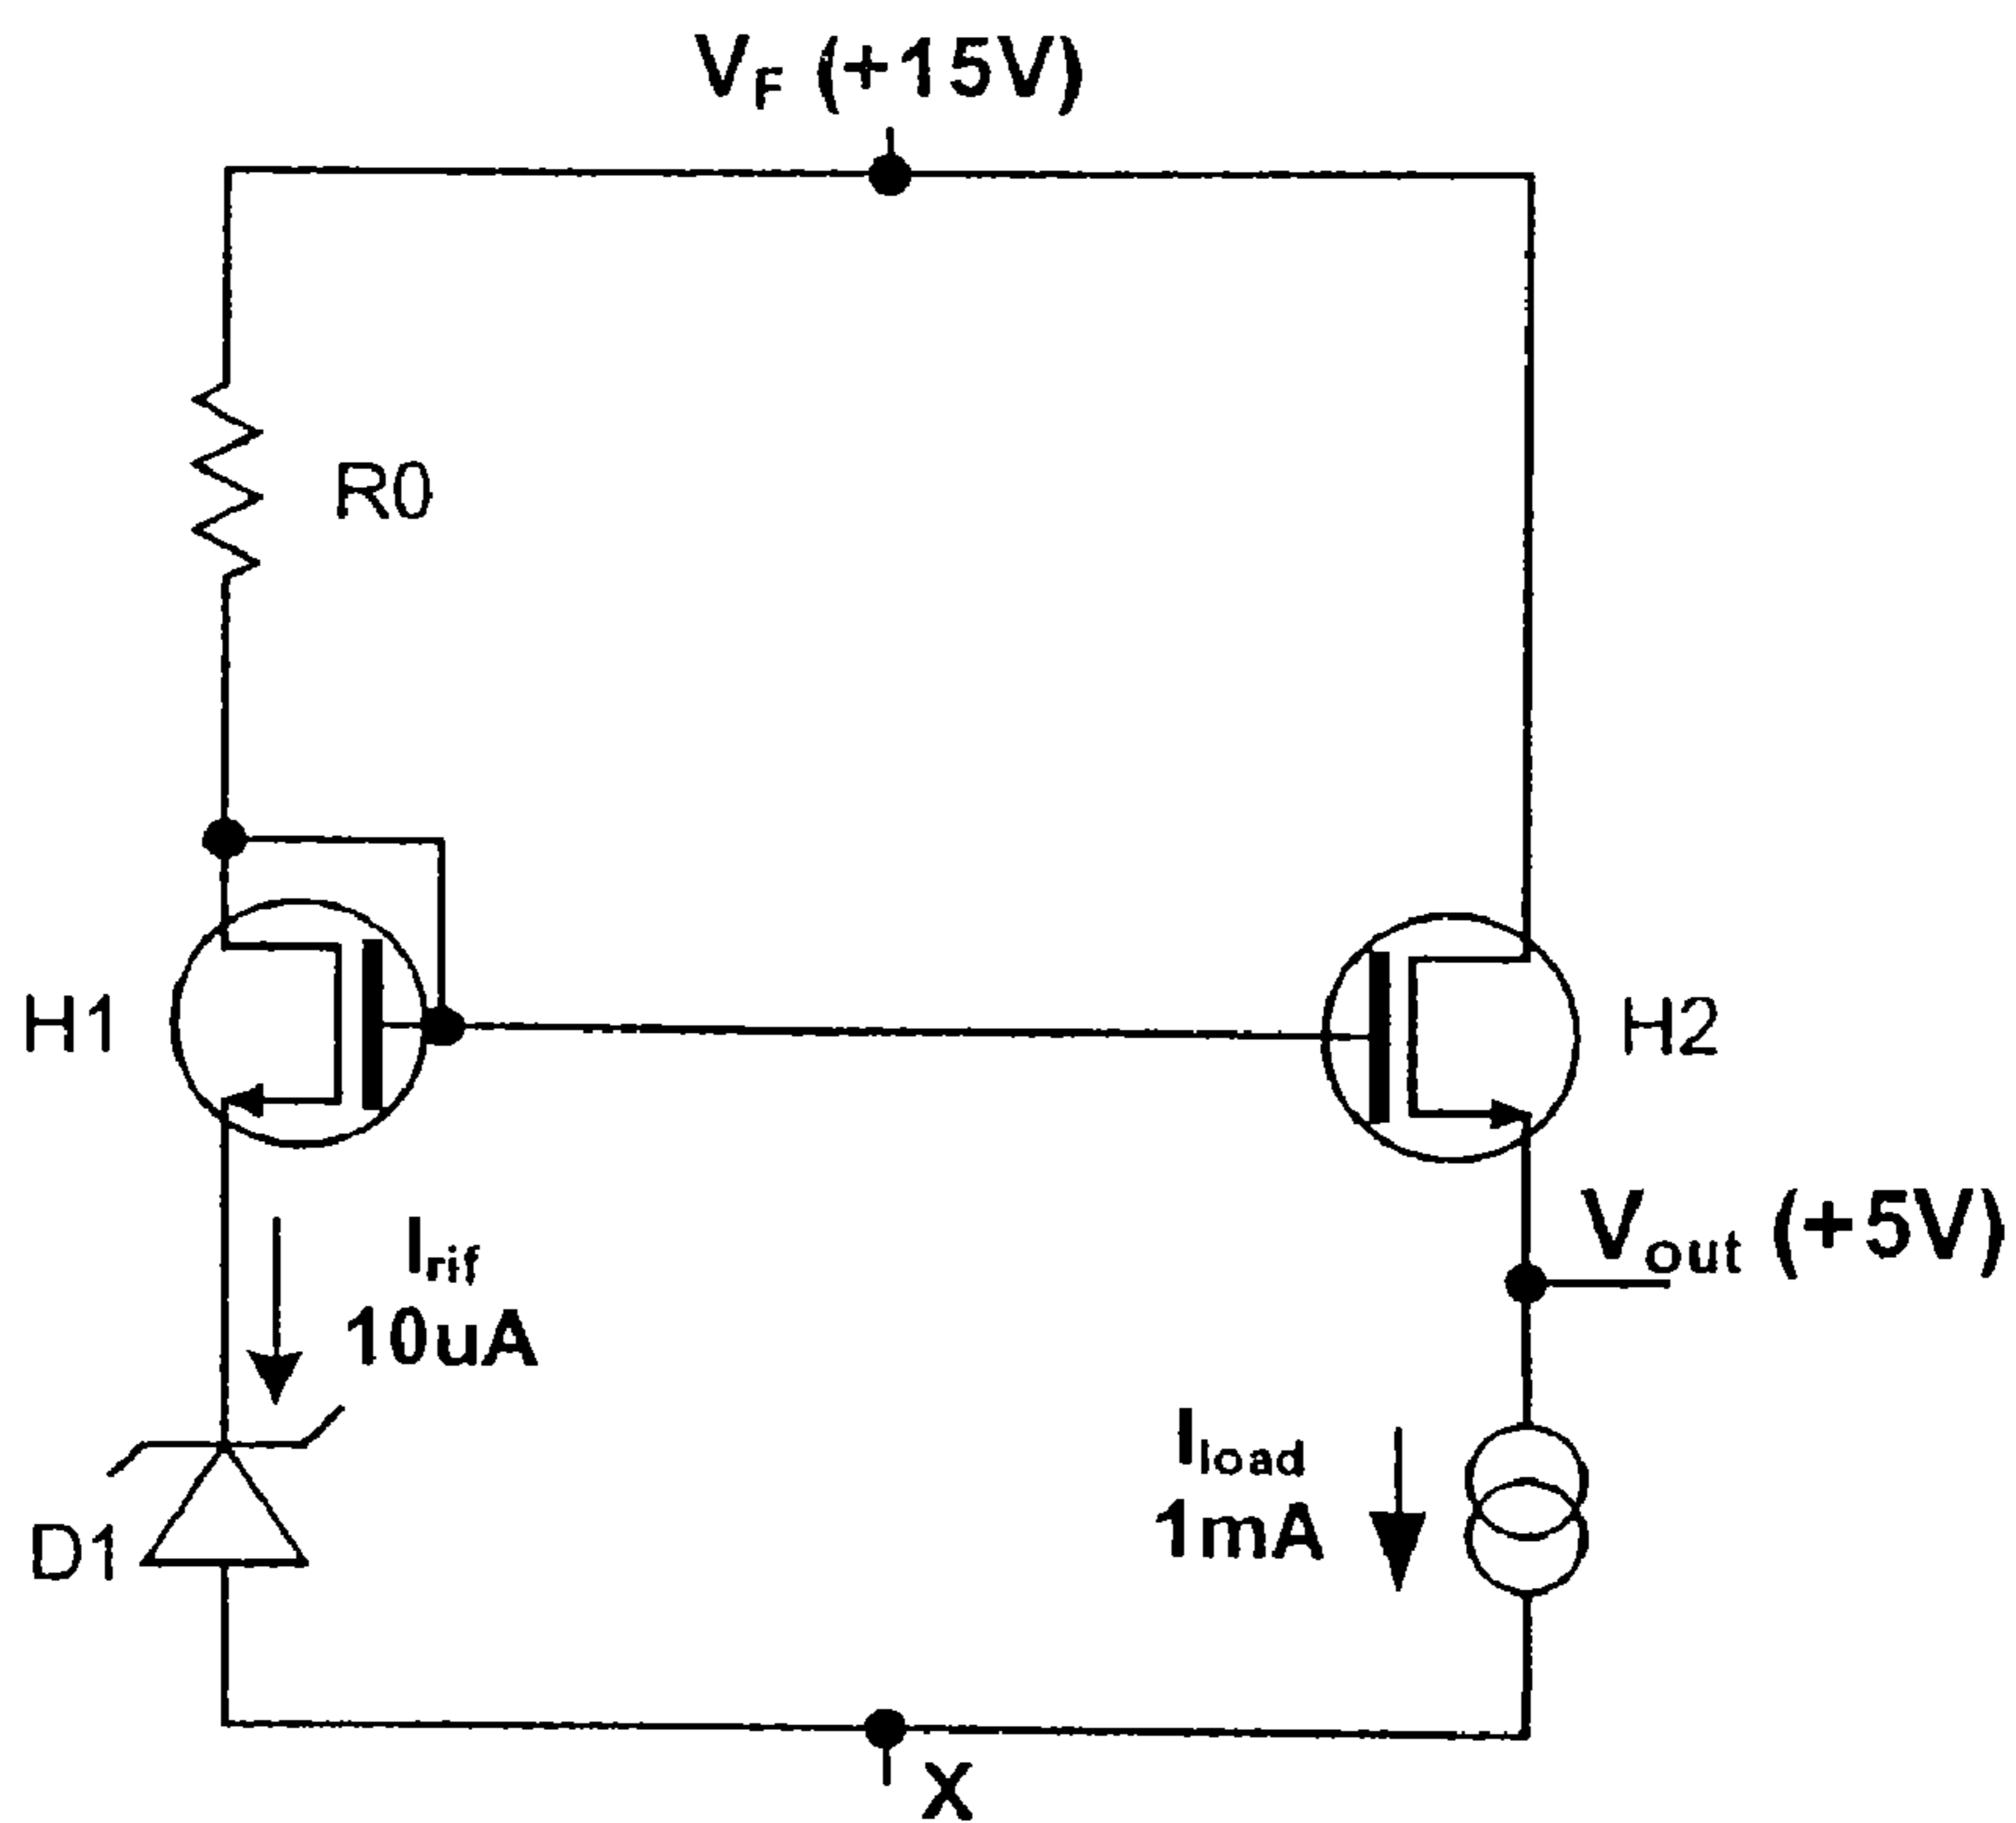 VF (+15V)
R0
H1
H2
Irif
10uA
Vout (+5V)
Iload
1mA
D1
X